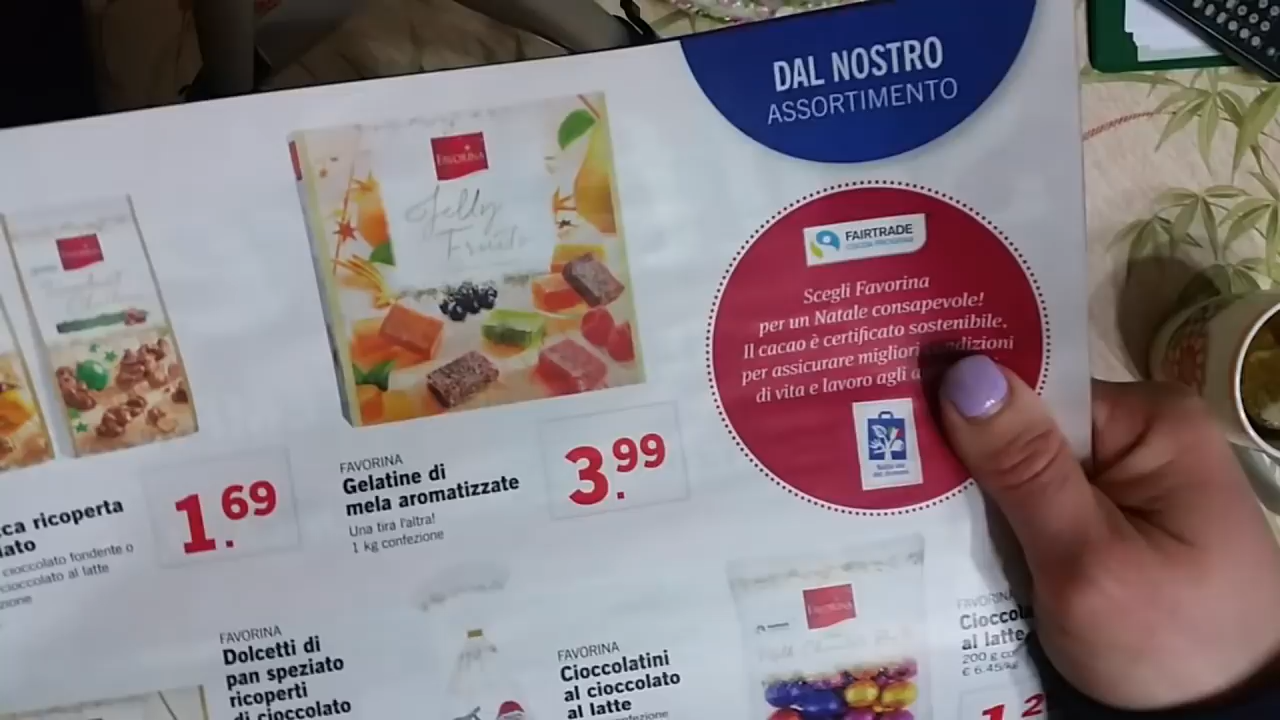 DAL NOSTRO
ASSORTIMENTO
FAVORINA
Jelly
Fruits
FAIRTRADE
COCOA PROGRAM
Scegli Favorina
per un Natale consapevole!
Il cacao è certificato sostenibile,
per assicurare migliori
di vita e lavoro agli
ricoperta
cioccolato fondente o
cioccolato al latte
1.69
FAVORINA
Gelatine di
mela aromatizzate
Una tira l'altra!
1 kg confezione
3.99
FAVORINA
Dolcetti di
pan speziato
ricoperti
di cioccolato
FAVORINA
Cioccolatini
al cioccolato
al latte
confezione
FAVORINA
FAVORINA
al latte
200 g
€ 6.45/kg